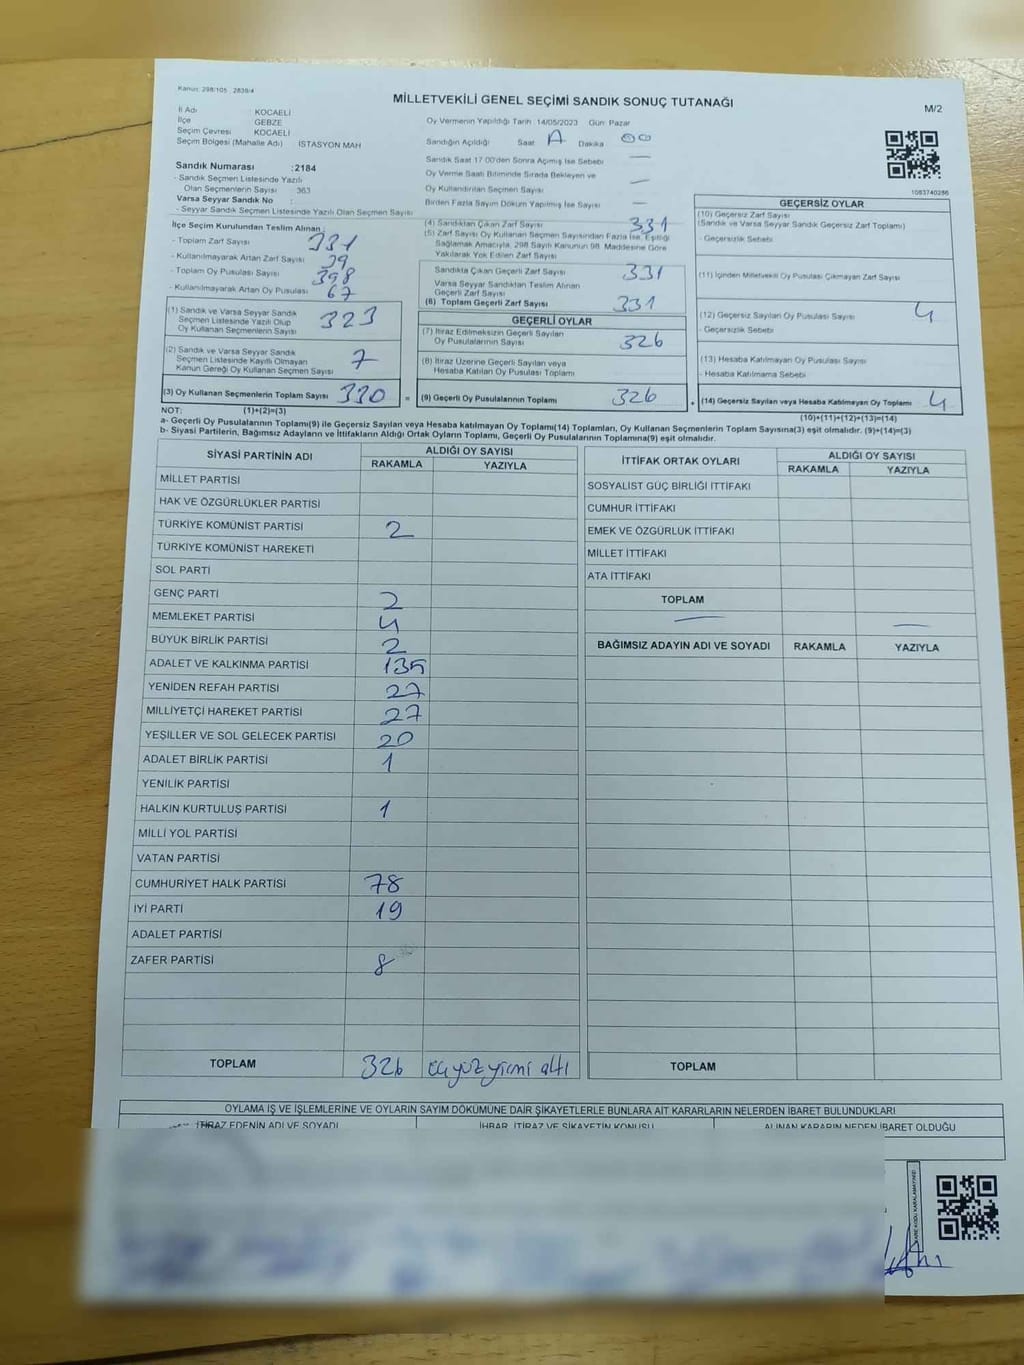 Kanun: 298/105 , 2839/4
MİLLETVEKİLİ GENEL SEÇİMİ SANDIK SONUÇ TUTANAĞI
M/2
İl Adı : KOCAELİ
İlçe : GEBZE
Seçim Çevresi : KOCAELİ
Seçim Bölgesi (Mahalle Adı) : İSTASYON MAH
Sandık Numarası :2184
- Sandık Seçmen Listesinde Yazılı
Olan Seçmenlerin Sayısı : 363
Varsa Seyyar Sandık No :
- Seyyar Sandık Seçmen Listesinde Yazılı Olan Seçmen Sayısı :
İlçe Seçim Kurulundan Teslim Alınan ;
- Toplam Zarf Sayısı
- Kullanılmayarak Artan Zarf Sayısı 39
- Toplam Oy Pusulası Sayısı 398
- Kullanılmayarak Artan Oy Pusulası 67
(1) Sandık ve Varsa Seyyar Sandık
Seçmen Listesinde Yazılı Olup
Oy Kullanan Seçmenlerin Sayısı 323
(2) Sandık ve Varsa Seyyar Sandık
Seçmen Listesinde Kayıtlı Olmayan
Kanun Gereği Oy Kullanan Seçmen Sayısı 7
(3) Oy Kullanan Seçmenlerin Toplam Sayısı 330 =
Oy Vermenin Yapıldığı Tarih :14/05/2023 Gün: Pazar
Sandığın Açıldığı Saat Dakika 00
Sandık Saat 17:00'den Sonra Açılmış İse Sebebi —
Oy Verme Saati Bitiminde Sırada Bekleyen ve
Oy Kullandırılan Seçmen Sayısı —
Birden Fazla Sayım Döküm Yapılmış İse Sayısı —
(4) Sandıktan Çıkan Zarf Sayısı 331
(5) Zarf Sayısı Oy Kullanan Seçmen Sayısından Fazla İse, Eşitliği
Sağlamak Amacıyla, 298 Sayılı Kanunun 98. Maddesine Göre
Yakılarak Yok Edilen Zarf Sayısı
Sandıkta Çıkan Geçerli Zarf Sayısı 331
Varsa Seyyar Sandıktan Teslim Alınan
Geçerli Zarf Sayısı
(6) Toplam Geçerli Zarf Sayısı 331
GEÇERLİ OYLAR
(7) İtiraz Edilmeksizin Geçerli Sayılan
Oy Pusulalarının Sayısı 326
(8) İtiraz Üzerine Geçerli Sayılan veya
Hesaba Katılan Oy Pusulası Toplamı
(9) Geçerli Oy Pusulalarının Toplamı 326 +
1083740286
GEÇERSİZ OYLAR
(10) Geçersiz Zarf Sayısı
(Sandık ve Varsa Seyyar Sandık Geçersiz Zarf Toplamı)
- Geçersizlik Sebebi
(11) İçinden Milletvekili Oy Pusulası Çıkmayan Zarf Sayısı
(12) Geçersiz Sayılan Oy Pusulası Sayısı 4
- Geçersizlik Sebebi
(13) Hesaba Katılmayan Oy Pusulası Sayısı
- Hesaba Katılmama Sebebi
(14) Geçersiz Sayılan veya Hesaba Katılmayan Oy Toplamı 4
NOT: (1)+(2)=(3) (10)+(11)+(12)+(13)=(14)
a- Geçerli Oy Pusulalarının Toplamı(9) ile Geçersiz Sayılan veya Hesaba katılmayan Oy Toplamı(14) Toplamları, Oy Kullanan Seçmenlerin Toplam Sayısına(3) eşit olmalıdır. (9)+(14)=(3)
b- Siyasi Partilerin, Bağımsız Adayların ve İttifakların Aldığı Ortak Oyların Toplamı, Geçerli Oy Pusulalarının Toplamına(9) eşit olmalıdır.
SİYASİ PARTİNİN ADI ALDIĞI OY SAYISI
RAKAMLA YAZIYLA
MİLLET PARTİSİ
HAK VE ÖZGÜRLÜKLER PARTİSİ
TÜRKİYE KOMÜNİST PARTİSİ 2
TÜRKİYE KOMÜNİST HAREKETİ
SOL PARTİ
GENÇ PARTİ 2
MEMLEKET PARTİSİ 4
BÜYÜK BİRLİK PARTİSİ 2
ADALET VE KALKINMA PARTİSİ 135
YENİDEN REFAH PARTİSİ 27
MİLLİYETÇİ HAREKET PARTİSİ 27
YEŞİLLER VE SOL GELECEK PARTİSİ 20
ADALET BİRLİK PARTİSİ 1
YENİLİK PARTİSİ
HALKIN KURTULUŞ PARTİSİ 1
MİLLİ YOL PARTİSİ
VATAN PARTİSİ
CUMHURİYET HALK PARTİSİ 78
İYİ PARTİ 19
ADALET PARTİSİ
ZAFER PARTİSİ 8
TOPLAM 326 üçyüzyirmi altı
İTTİFAK ORTAK OYLARI ALDIĞI OY SAYISI
RAKAMLA YAZIYLA
SOSYALİST GÜÇ BİRLİĞİ İTTİFAKI
CUMHUR İTTİFAKI
EMEK VE ÖZGÜRLÜK İTTİFAKI
MİLLET İTTİFAKI
ATA İTTİFAKI
TOPLAM
BAĞIMSIZ ADAYIN ADI VE SOYADI RAKAMLA YAZIYLA
TOPLAM
OYLAMA İŞ VE İŞLEMLERİNE VE OYLARIN SAYIM DÖKÜMÜNE DAİR ŞİKAYETLERLE BUNLARA AİT KARARLARIN NELERDEN İBARET BULUNDUKLARI
İTİRAZ EDENİN ADI VE SOYADI İHBAR, İTİRAZ VE ŞİKAYETİN KONUSU ALINAN KARARIN NEDEN İBARET OLDUĞU
KARE KODU KARALAMAYINIZ!